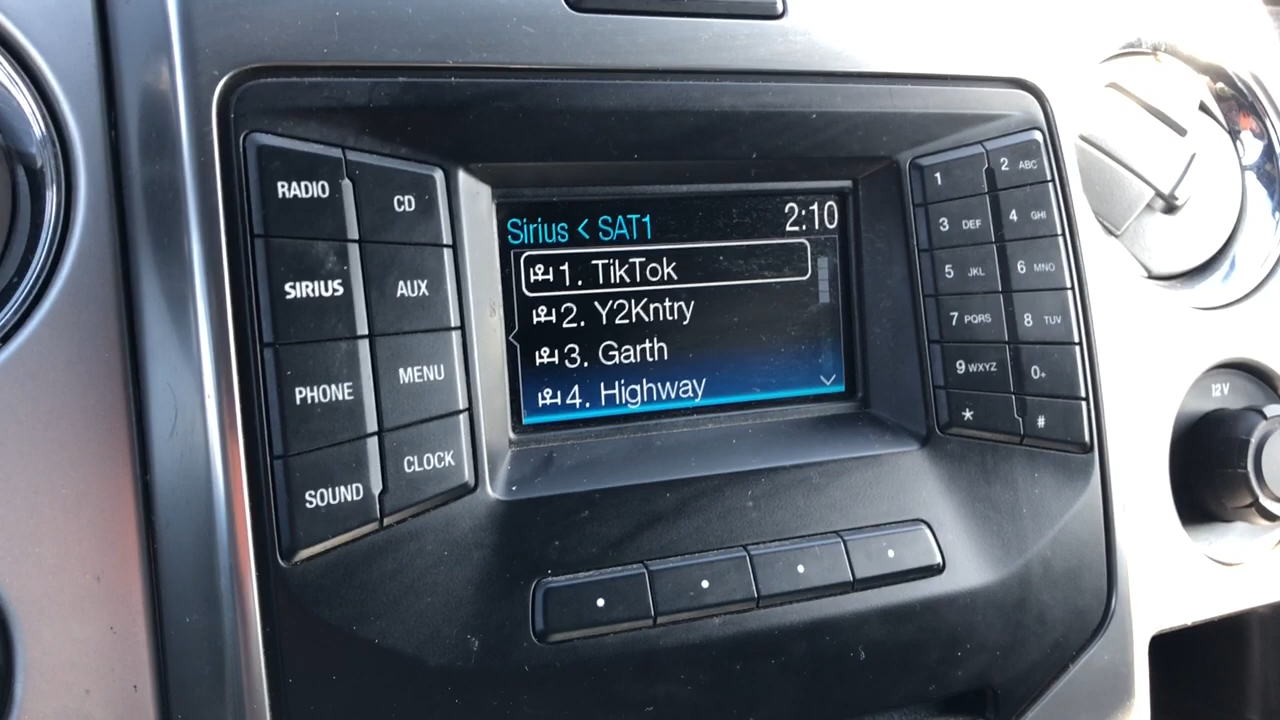 RADIO
CD
SIRIUS
AUX
PHONE
MENU
SOUND
CLOCK
Sirius < SAT1 2:10
1. TikTok
2. Y2Kntry
3. Garth
4. Highway
1
2 ABC
3 DEF
4 GHI
5 JKL
6 MNO
7 PQRS
8 TUV
9 WXYZ
0+
*
#
12V